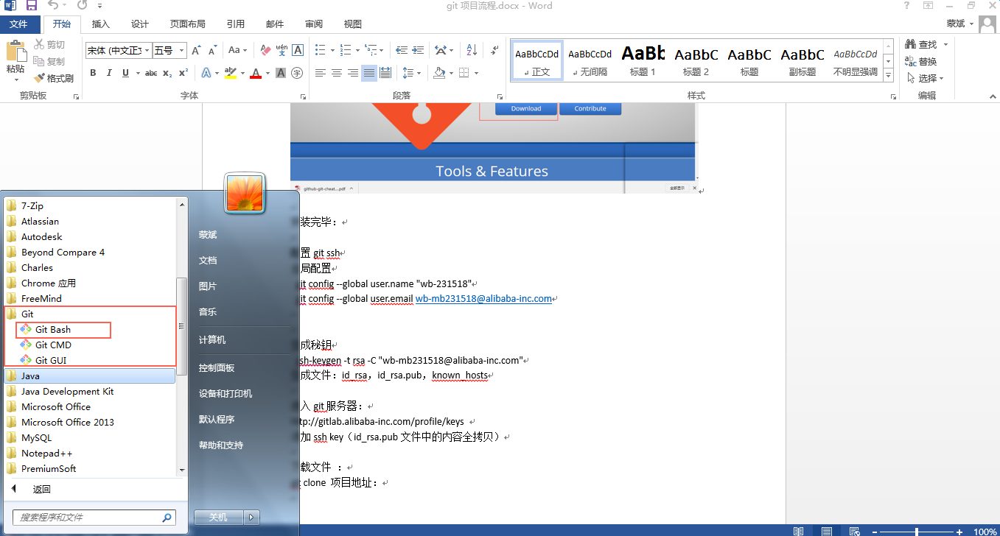 git 项目流程.docx - Word
文件 开始 插入 设计 页面布局 引用 邮件 审阅 视图 蒙斌
粘贴 剪切 复制 格式刷
宋体 (中文正文 五号
剪贴板 字体 段落 样式 编辑
AaBbCcDd AaBbCcDd AaBb AaBbC AaBbC AaBbC AaBbCcDd
正文 无间隔 标题 1 标题 2 标题 副标题 不明显强调
查找
替换
选择
Download Contribute
Tools & Features
github-git-cheat....pdf 全部显示
装完毕：
置 git ssh
局配置
it config --global user.name "wb-231518"
it config --global user.email wb-mb231518@alibaba-inc.com
成秘钥
sh-keygen -t rsa -C "wb-mb231518@alibaba-inc.com"
成文件：id_rsa，id_rsa.pub，known_hosts
入 git 服务器：
tp://gitlab.alibaba-inc.com/profile/keys
加 ssh key（id_rsa.pub 文件中的内容全拷贝）
载文件 ：
clone 项目地址：
7-Zip
Atlassian
Autodesk
Beyond Compare 4
Charles
Chrome 应用
FreeMind
Git
Git Bash
Git CMD
Git GUI
Java
Java Development Kit
Microsoft Office
Microsoft Office 2013
MySQL
Notepad++
PremiumSoft
返回
搜索程序和文件
蒙斌
文档
图片
音乐
计算机
控制面板
设备和打印机
默认程序
帮助和支持
关机
100%